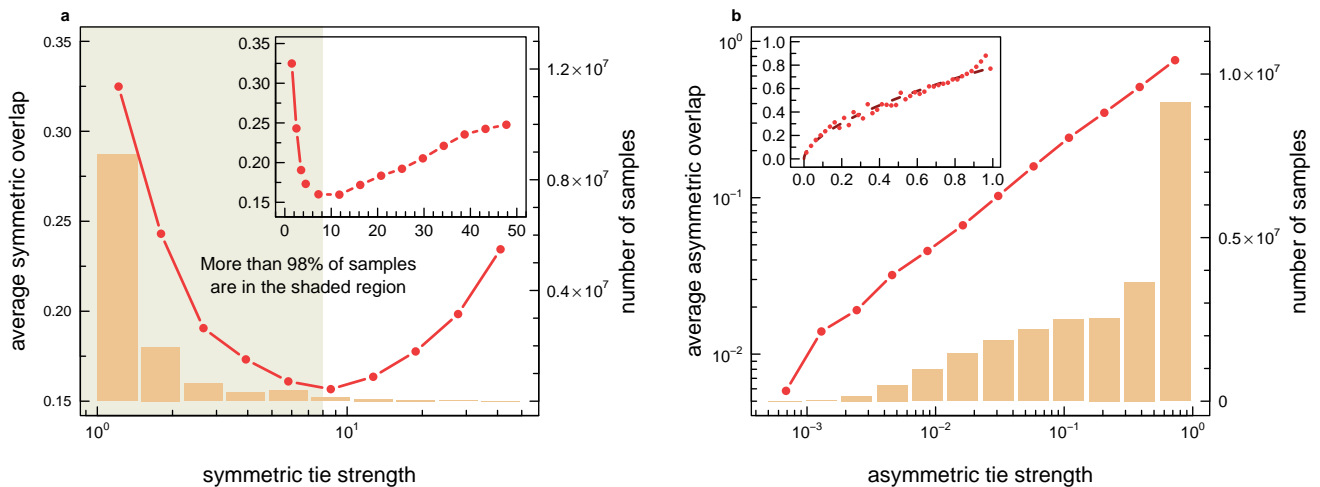 a
average symmetric overlap
0.35
0.30
0.25
0.20
0.15
0.35
0.30
0.25
0.20
0.15
0 10 20 30 40 50
More than 98% of samples
are in the shaded region
1.2×10⁷
0.8×10⁷
0.4×10⁷
0
number of samples
10⁰ 10¹
symmetric tie strength
b
average asymmetric overlap
10⁰
10⁻¹
10⁻²
1.0
0.8
0.6
0.4
0.2
0.0
0.0 0.2 0.4 0.6 0.8 1.0
1.0×10⁷
0.5×10⁷
0
number of samples
10⁻³ 10⁻² 10⁻¹ 10⁰
asymmetric tie strength